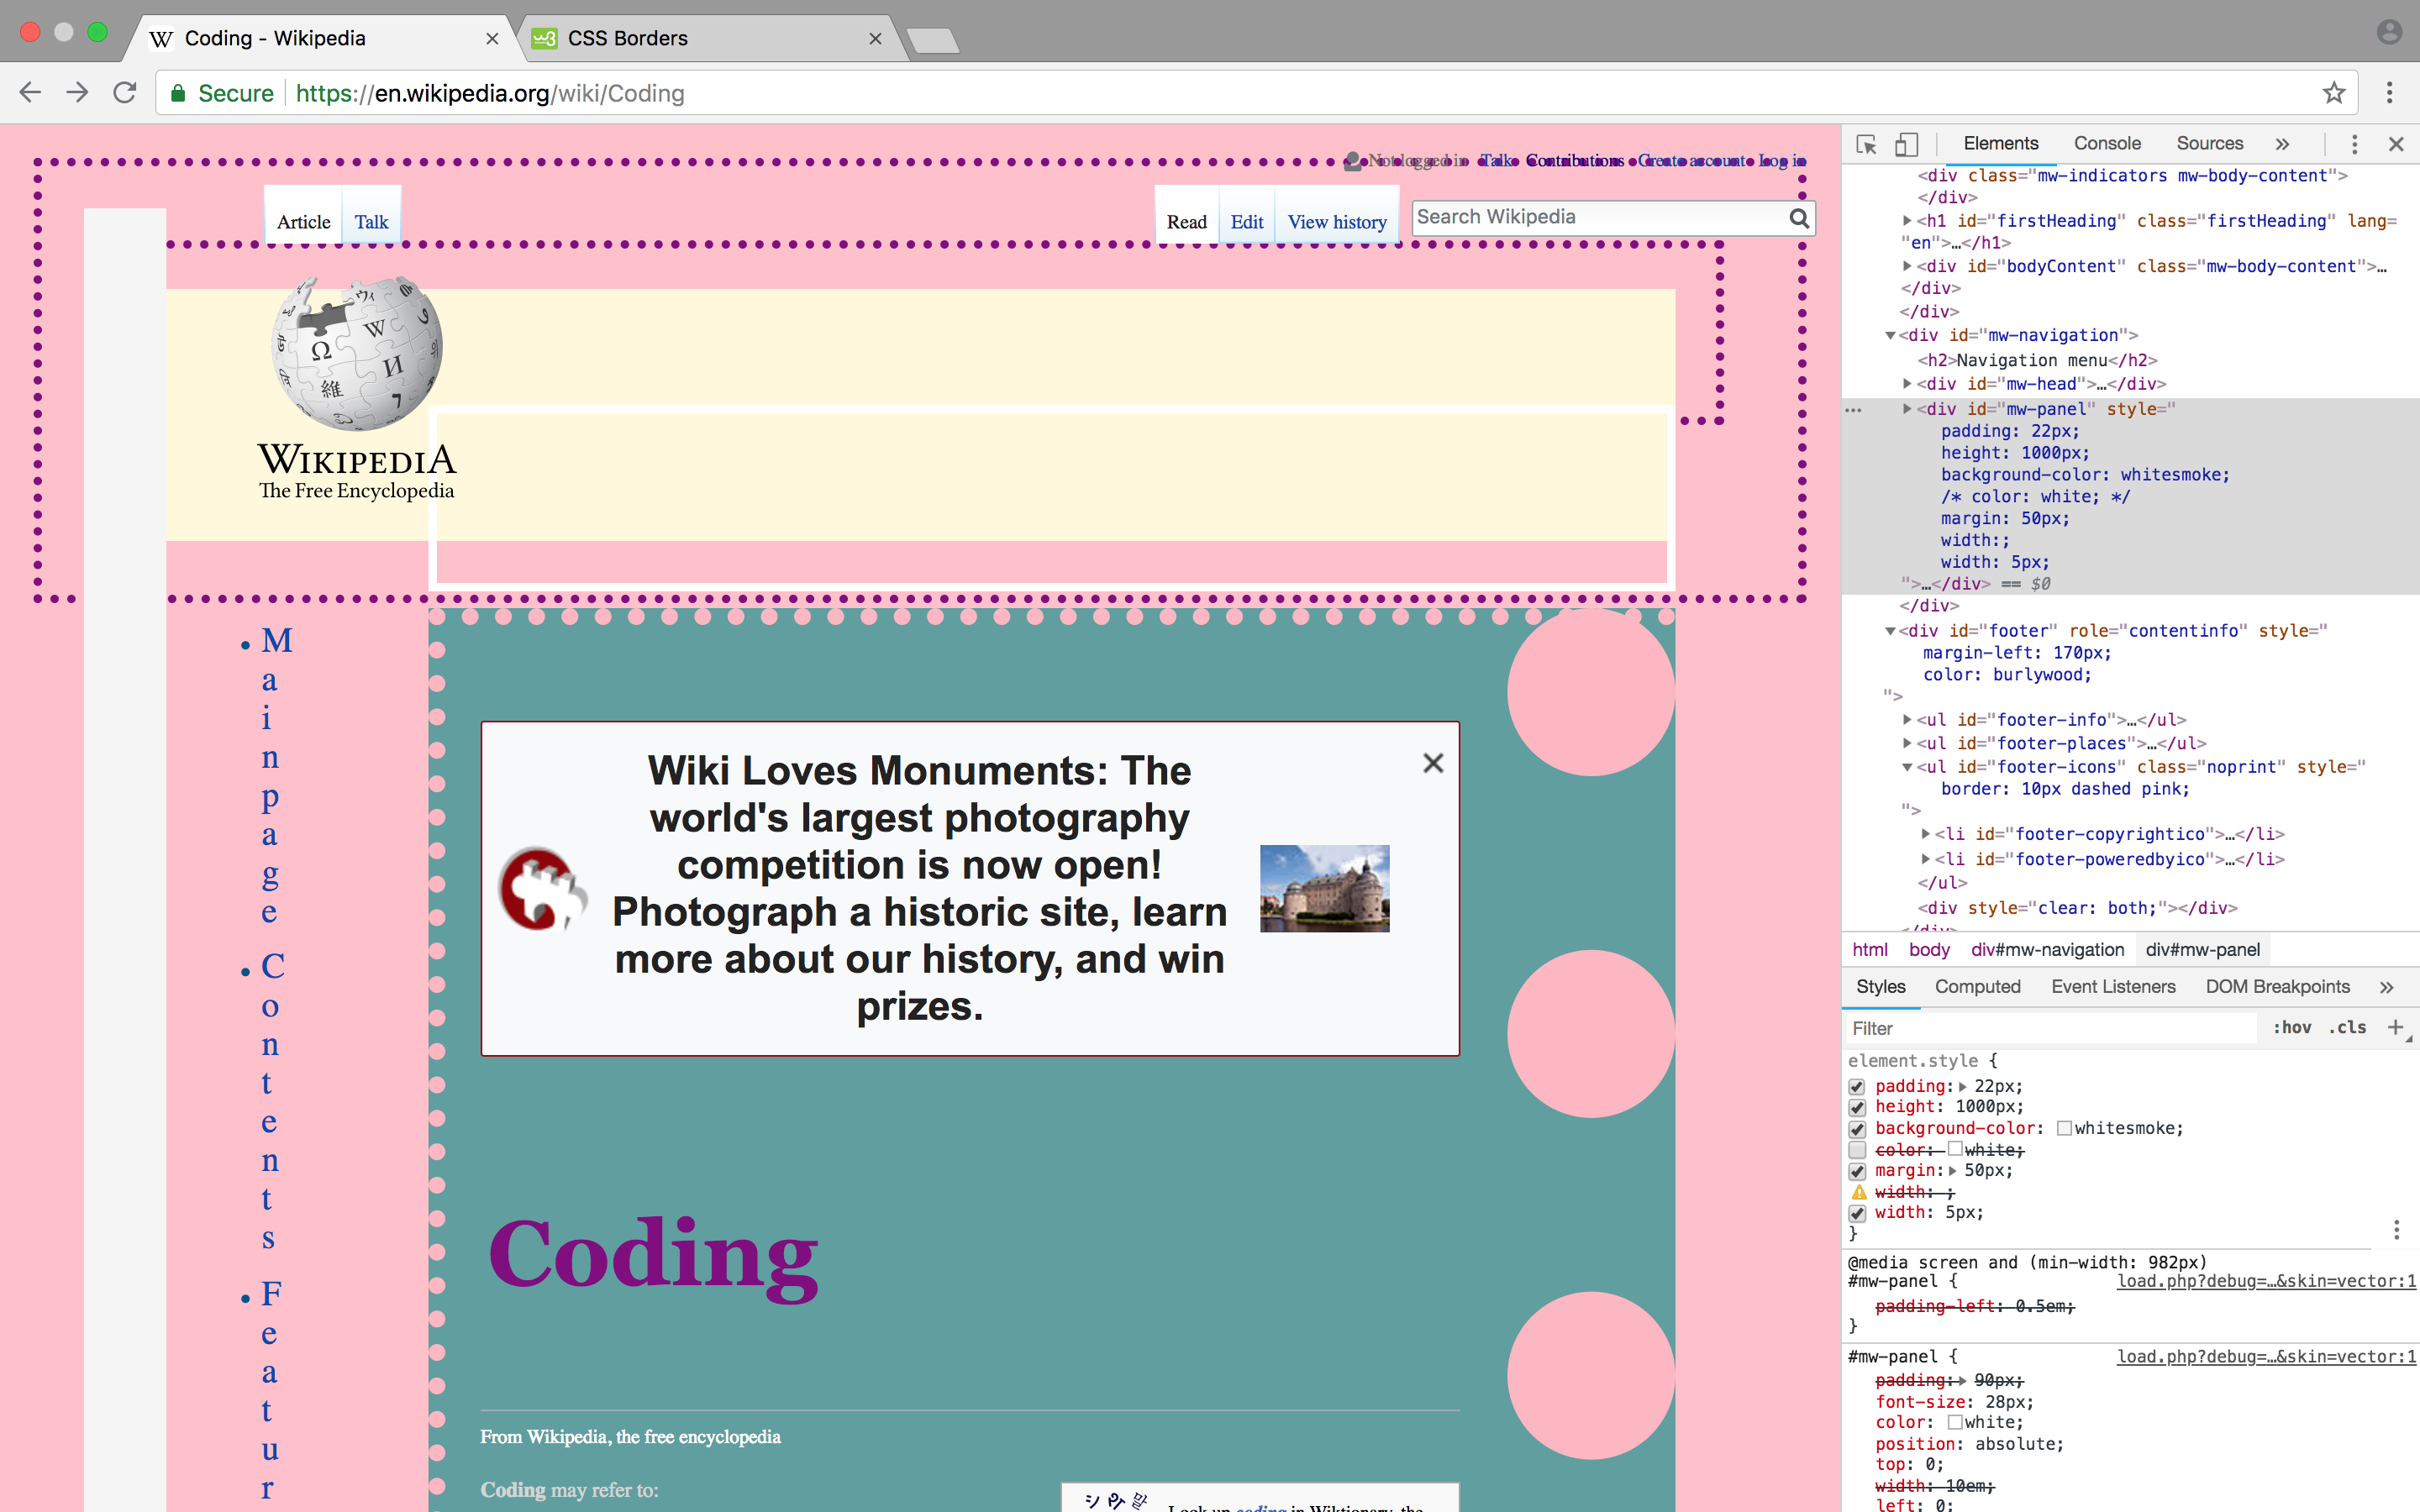 Coding - Wikipedia
CSS Borders
Secure https://en.wikipedia.org/wiki/Coding
Not logged in Talk Contributions Create account Log in
Article Talk
Read Edit View history
Search Wikipedia
Ω
W
И
維
WIKIPEDIA
The Free Encyclopedia
M
a
i
n
p
a
g
e
C
o
n
t
e
n
t
s
F
e
a
t
u
r
Wiki Loves Monuments: The
world's largest photography
competition is now open!
Photograph a historic site, learn
more about our history, and win
prizes.
Coding
From Wikipedia, the free encyclopedia
Coding may refer to:
Look up coding in Wiktionary, the
Elements Console Sources »
<div class="mw-indicators mw-body-content">
</div>
<h1 id="firstHeading" class="firstHeading" lang=
"en">…</h1>
<div id="bodyContent" class="mw-body-content">…
</div>
</div>
<div id="mw-navigation">
<h2>Navigation menu</h2>
<div id="mw-head">…</div>
<div id="mw-panel" style="
padding: 22px;
height: 1000px;
background-color: whitesmoke;
/* color: white; */
margin: 50px;
width:;
width: 5px;
">…</div> == $0
</div>
<div id="footer" role="contentinfo" style="
margin-left: 170px;
color: burlywood;
">
<ul id="footer-info">…</ul>
<ul id="footer-places">…</ul>
<ul id="footer-icons" class="noprint" style="
border: 10px dashed pink;
">
<li id="footer-copyrightico">…</li>
<li id="footer-poweredbyico">…</li>
</ul>
<div style="clear: both;"></div>
</div>
html body div#mw-navigation div#mw-panel
Styles Computed Event Listeners DOM Breakpoints »
Filter :hov .cls +
element.style {
padding: 22px;
height: 1000px;
background-color: whitesmoke;
color: white;
margin: 50px;
width: ;
width: 5px;
}
@media screen and (min-width: 982px)
#mw-panel { load.php?debug=…&skin=vector:1
padding-left: 0.5em;
}
#mw-panel { load.php?debug=…&skin=vector:1
padding: 90px;
font-size: 28px;
color: white;
position: absolute;
top: 0;
width: 10em;
left: 0;